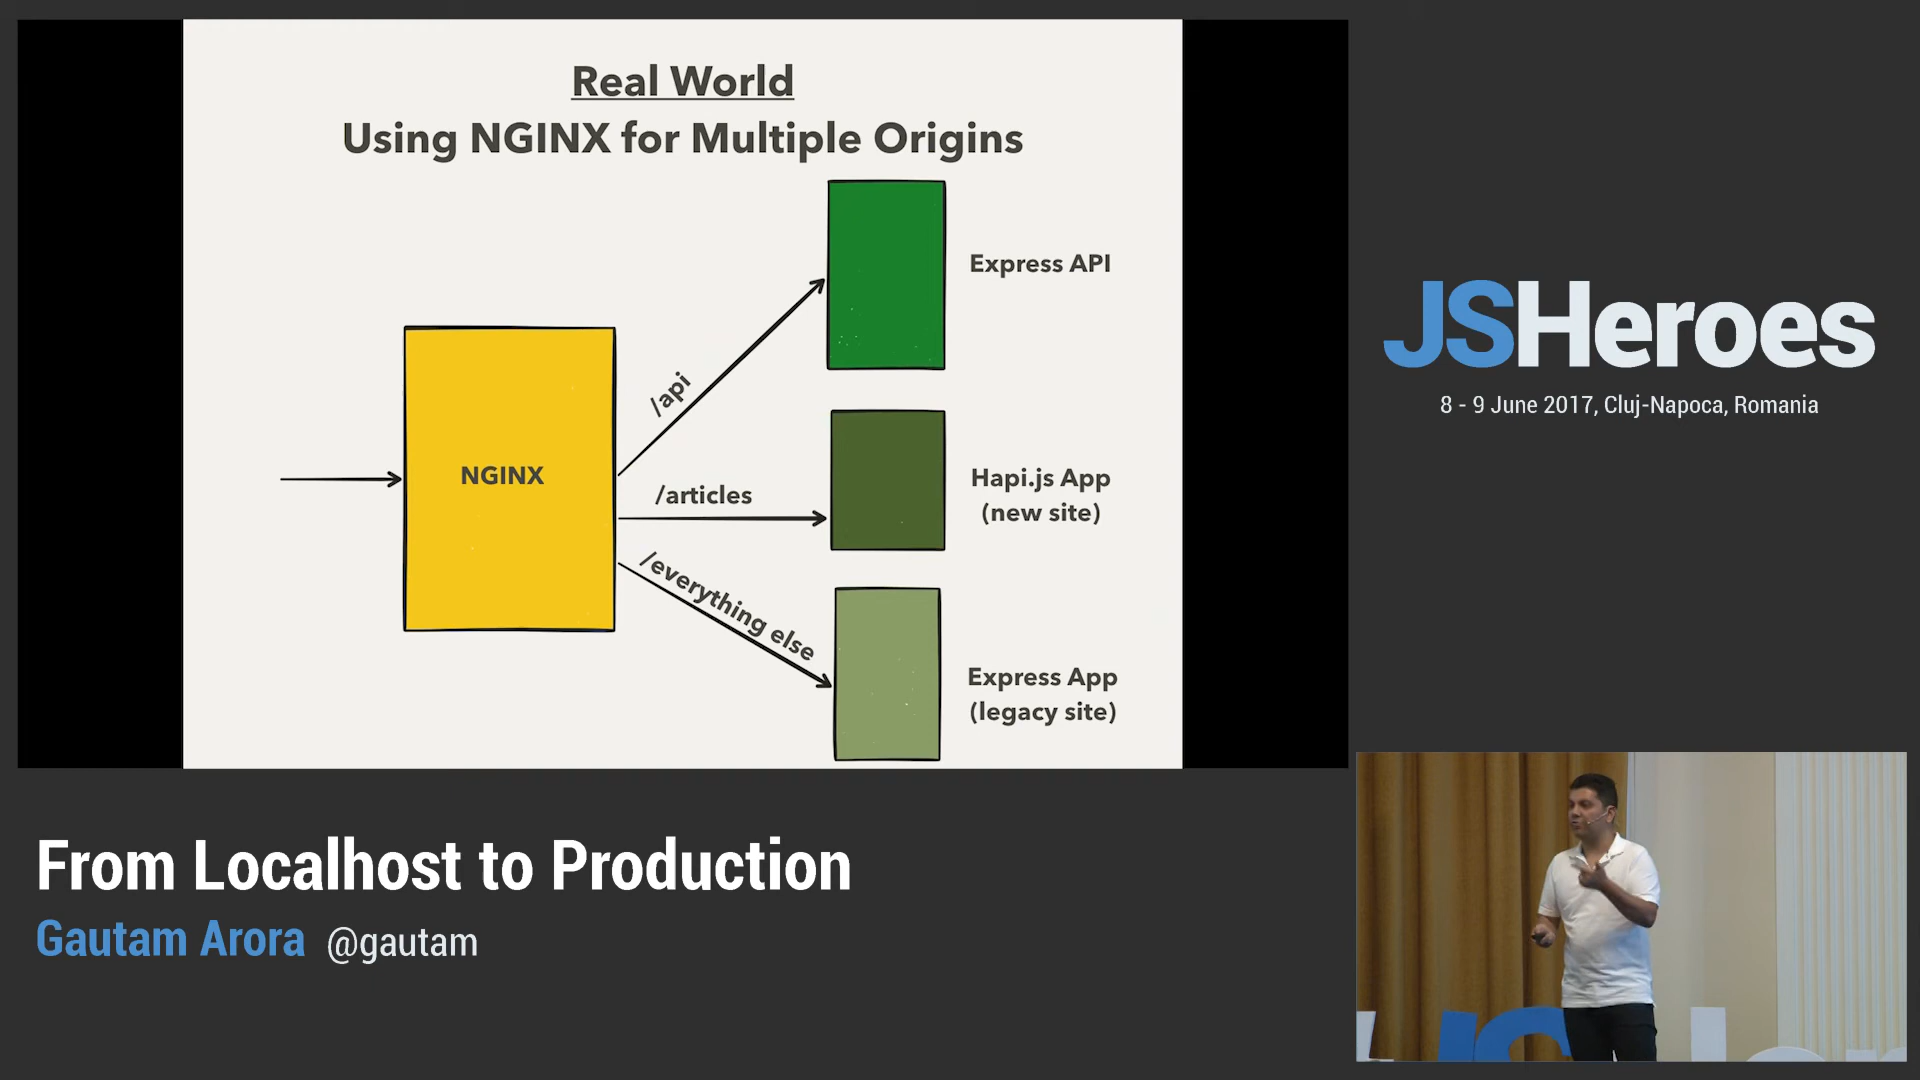 Real World
Using NGINX for Multiple Origins
Express API
/api
NGINX
/articles
Hapi.js App
(new site)
/everything else
Express App
(legacy site)
JSHeroes
8 - 9 June 2017, Cluj-Napoca, Romania
From Localhost to Production
Gautam Arora @gautam